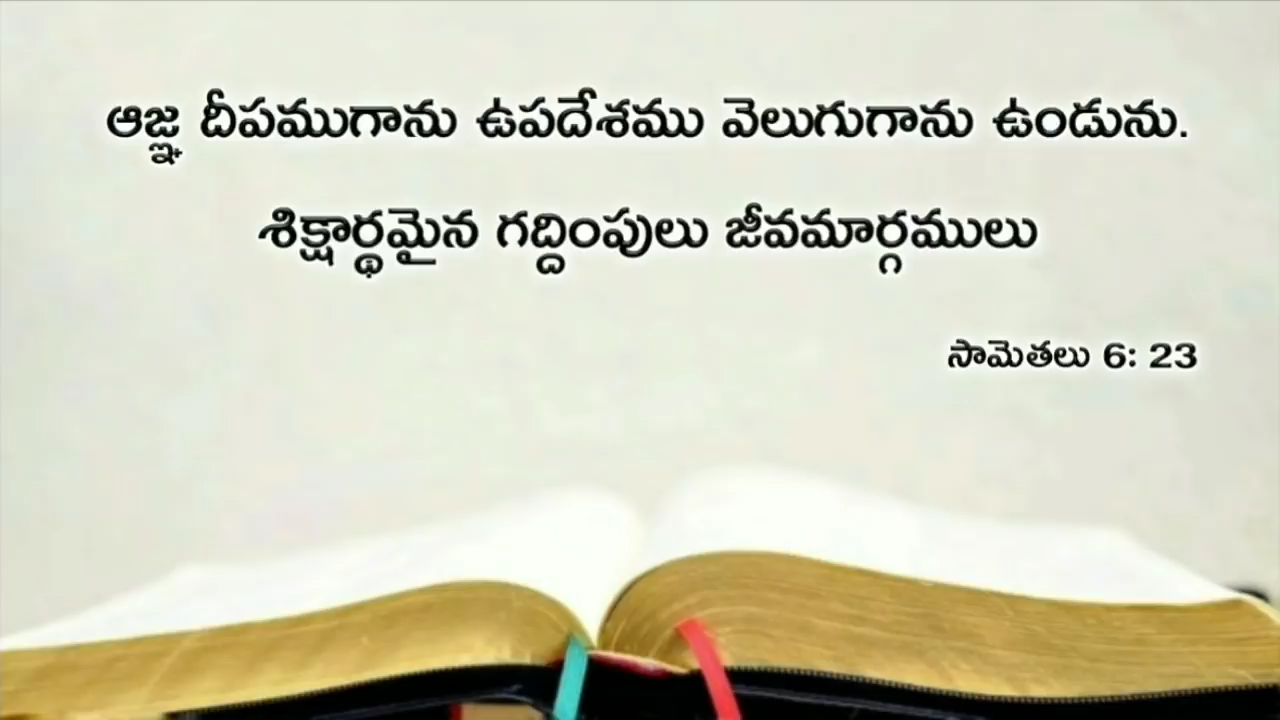 ఆజ్ఞ దీపముగాను ఉపదేశము వెలుగుగాను ఉండును.
శిక్షార్థమైన గద్దింపులు జీవమార్గములు
సామెతలు 6: 23